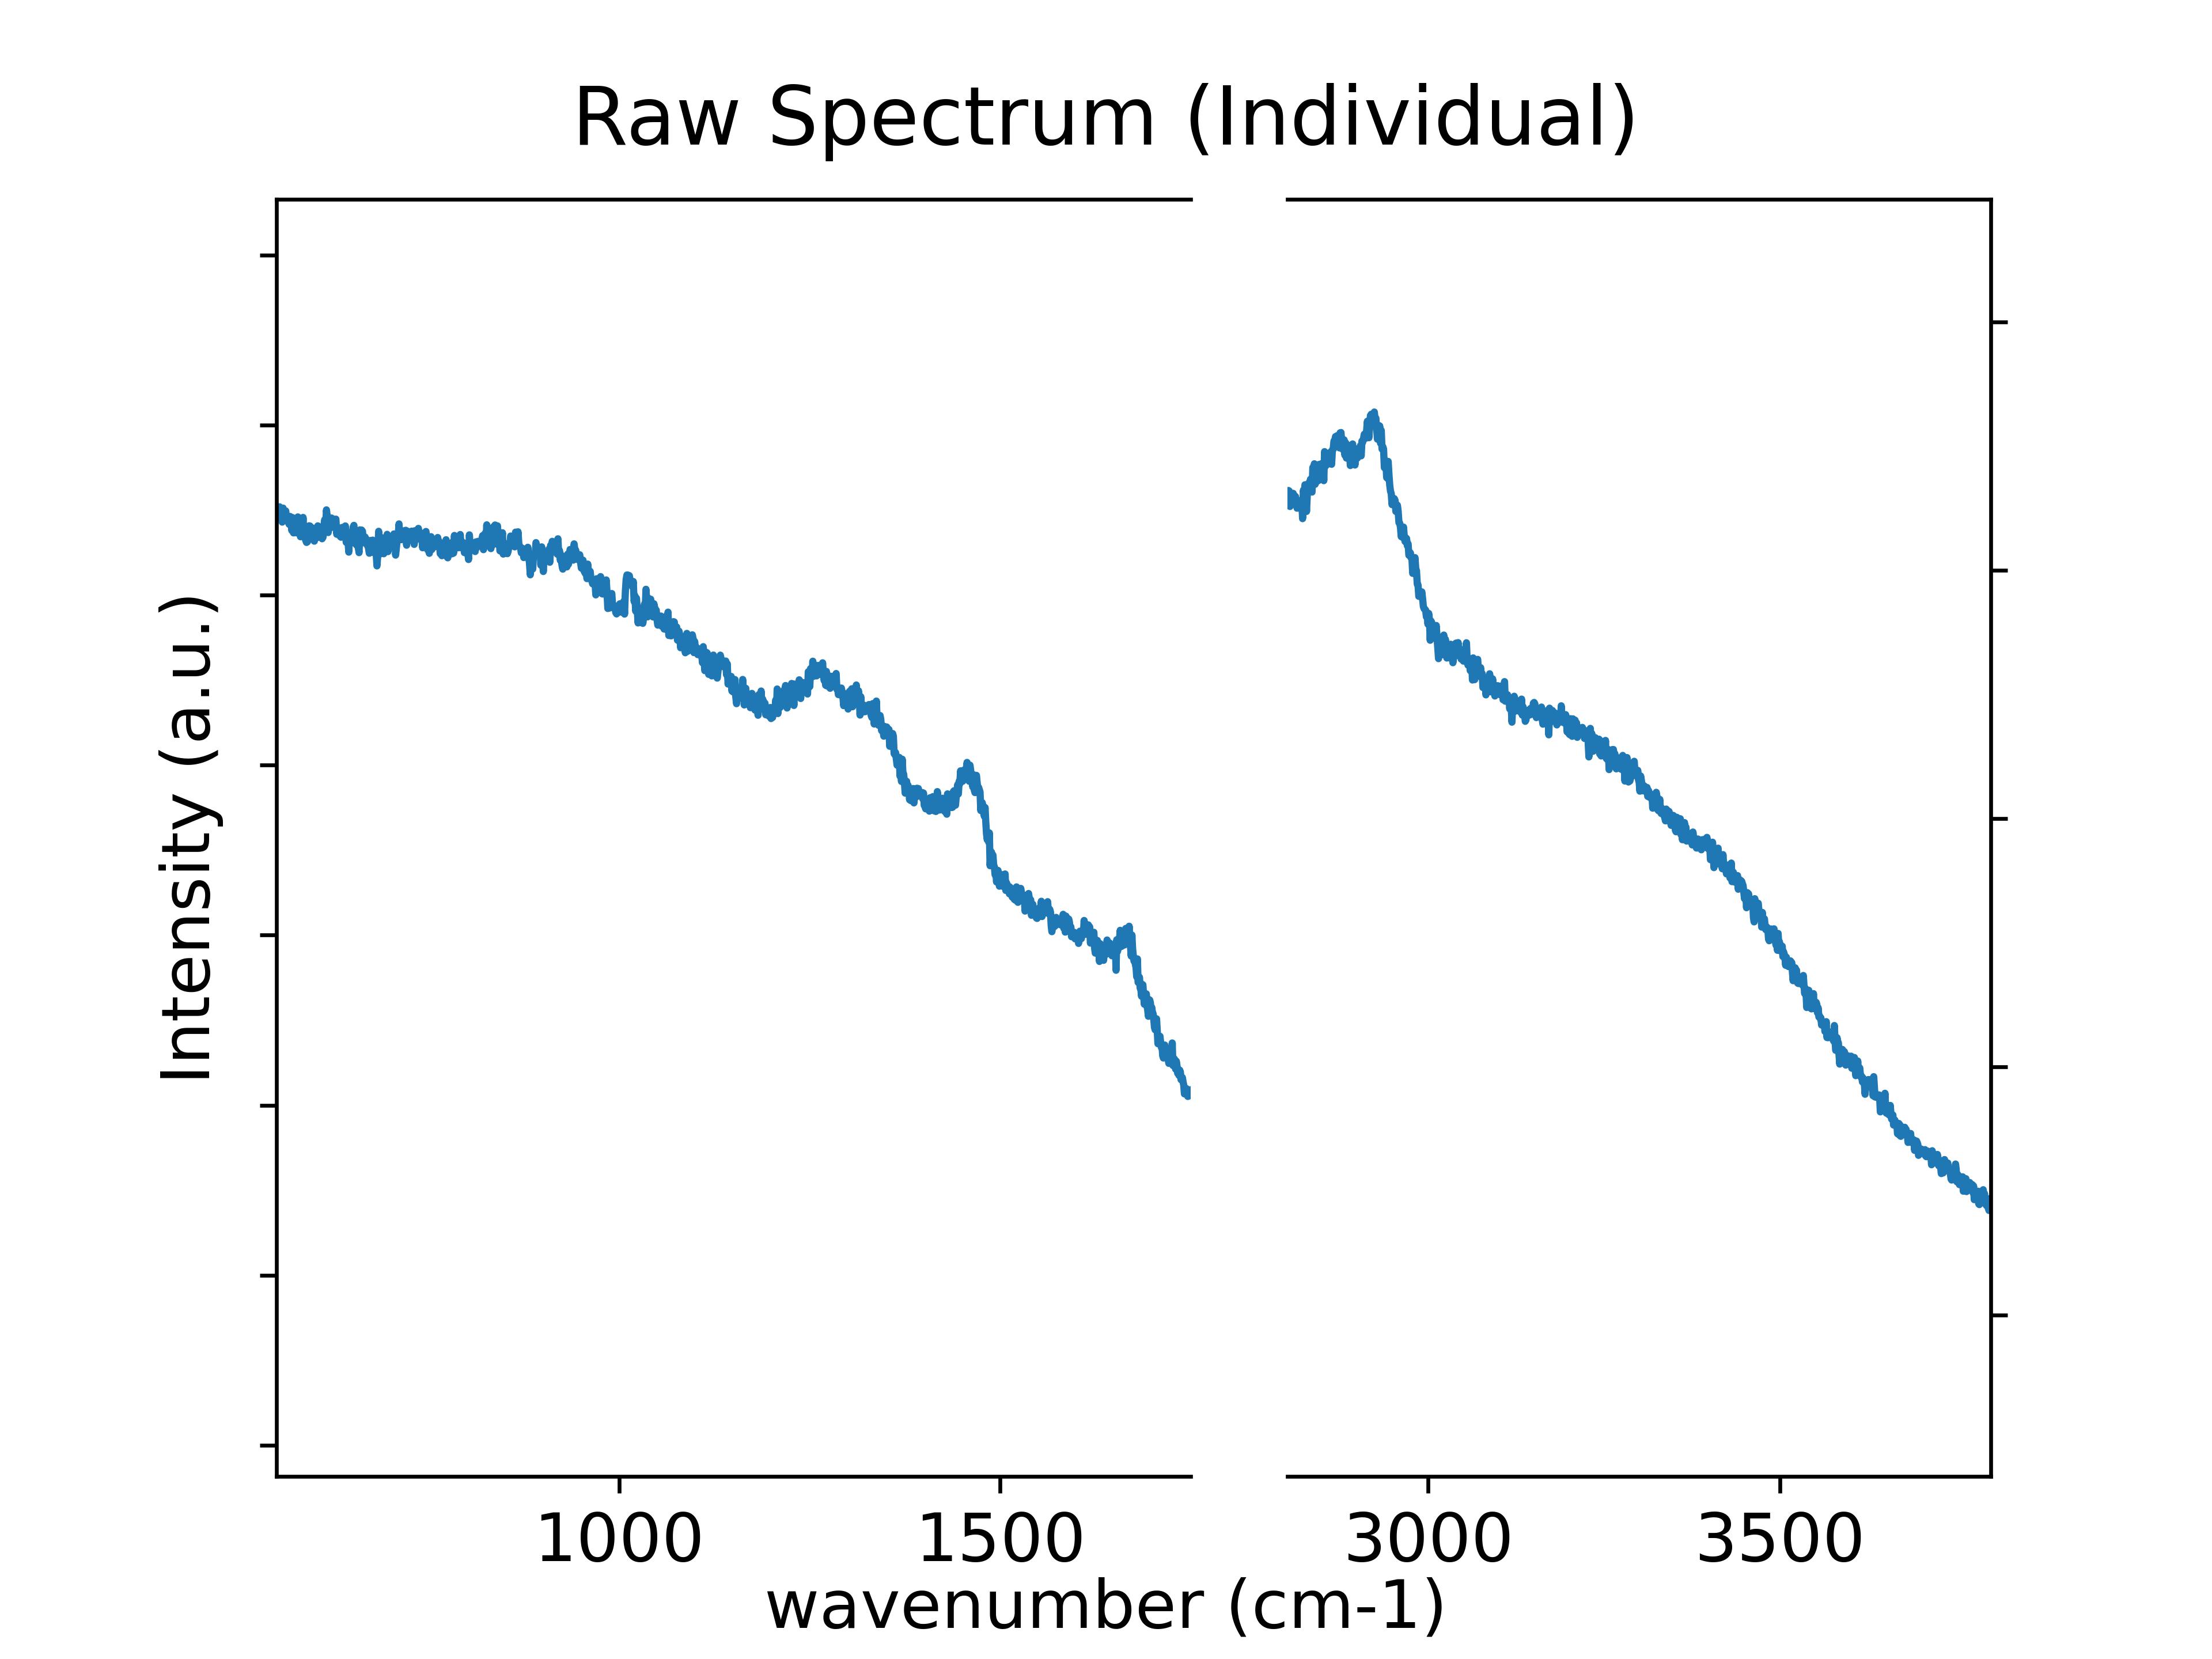 Raw Spectrum (Individual)
Intensity (a.u.)
1000 1500 3000 3500
wavenumber (cm-1)